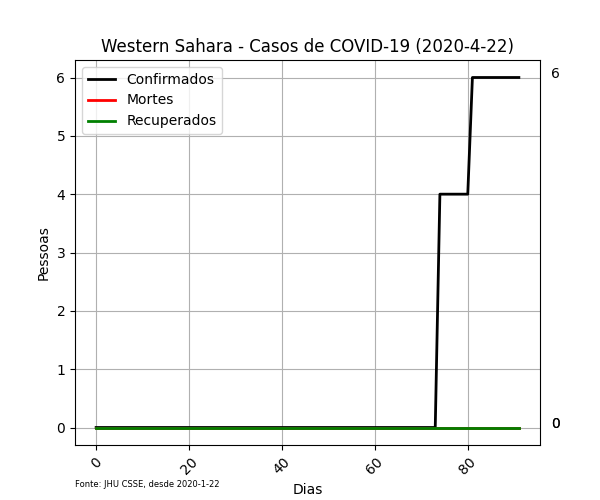 Western Sahara - Casos de COVID-19 (2020-4-22)
Confirmados
Mortes
Recuperados
6
5
4
3
2
1
0
Pessoas
6
0
0
20
40
60
80
Dias
Fonte: JHU CSSE, desde 2020-1-22